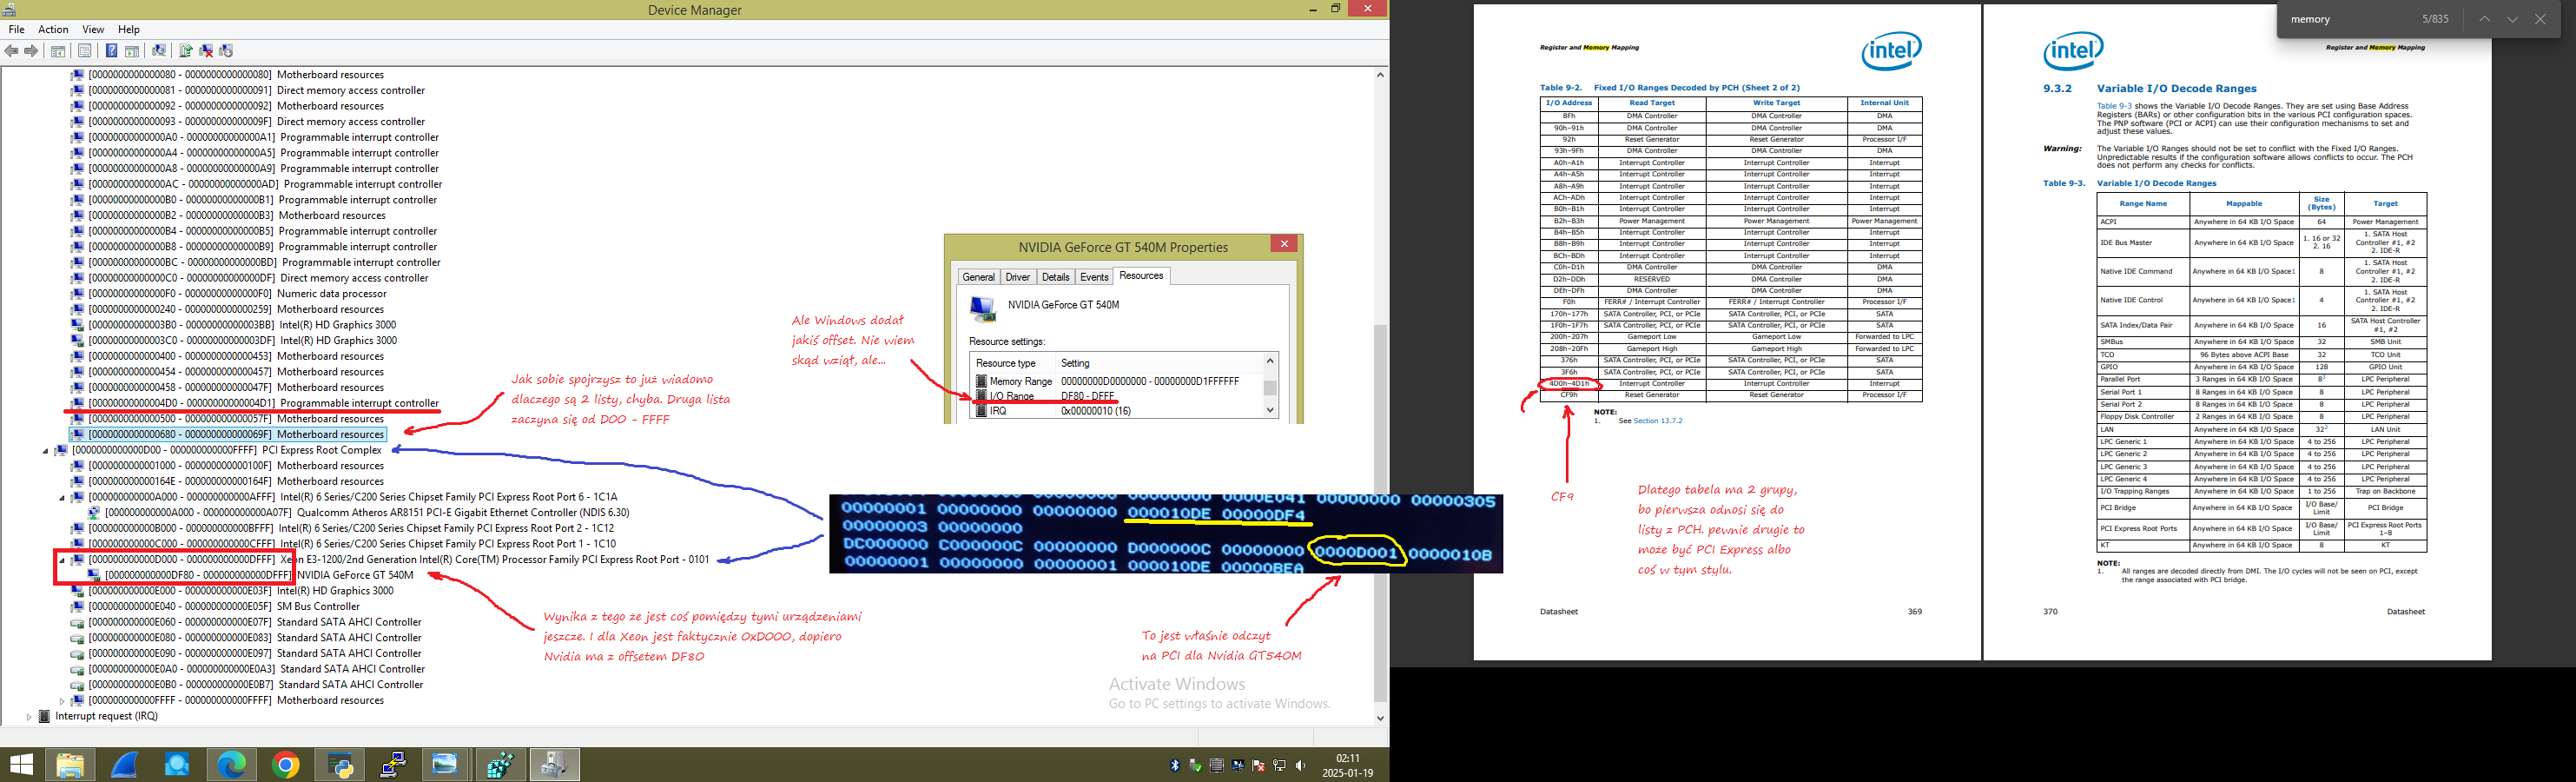 Device Manager
File Action View Help
[0000000000000080 - 0000000000000080] Motherboard resources
[0000000000000081 - 0000000000000091] Direct memory access controller
[0000000000000092 - 0000000000000092] Motherboard resources
[0000000000000093 - 000000000000009F] Direct memory access controller
[00000000000000A0 - 00000000000000A1] Programmable interrupt controller
[00000000000000A4 - 00000000000000A5] Programmable interrupt controller
[00000000000000A8 - 00000000000000A9] Programmable interrupt controller
[00000000000000AC - 00000000000000AD] Programmable interrupt controller
[00000000000000B0 - 00000000000000B1] Programmable interrupt controller
[00000000000000B2 - 00000000000000B3] Motherboard resources
[00000000000000B4 - 00000000000000B5] Programmable interrupt controller
[00000000000000B8 - 00000000000000B9] Programmable interrupt controller
[00000000000000BC - 00000000000000BD] Programmable interrupt controller
[00000000000000C0 - 00000000000000DF] Direct memory access controller
[00000000000000F0 - 00000000000000F0] Numeric data processor
[0000000000000240 - 0000000000000259] Motherboard resources
[00000000000003B0 - 00000000000003BB] Intel(R) HD Graphics 3000
[00000000000003C0 - 00000000000003DF] Intel(R) HD Graphics 3000
[0000000000000400 - 0000000000000453] Motherboard resources
[0000000000000454 - 0000000000000457] Motherboard resources
[0000000000000458 - 000000000000047F] Motherboard resources
[00000000000004D0 - 00000000000004D1] Programmable interrupt controller
[0000000000000500 - 000000000000057F] Motherboard resources
[0000000000000680 - 000000000000069F] Motherboard resources
[0000000000000D00 - 000000000000FFFF] PCI Express Root Complex
[0000000000001000 - 000000000000100F] Motherboard resources
[000000000000164E - 000000000000164F] Motherboard resources
[000000000000A000 - 000000000000AFFF] Intel(R) 6 Series/C200 Series Chipset Family PCI Express Root Port 6 - 1C1A
[000000000000A000 - 000000000000A07F] Qualcomm Atheros AR8151 PCI-E Gigabit Ethernet Controller (NDIS 6.30)
[000000000000B000 - 000000000000BFFF] Intel(R) 6 Series/C200 Series Chipset Family PCI Express Root Port 2 - 1C12
[000000000000C000 - 000000000000CFFF] Intel(R) 6 Series/C200 Series Chipset Family PCI Express Root Port 1 - 1C10
[000000000000D000 - 000000000000DFFF] Xeon E3-1200/2nd Generation Intel(R) Core(TM) Processor Family PCI Express Root Port - 0101
[000000000000DF80 - 000000000000DFFF] NVIDIA GeForce GT 540M
[000000000000E000 - 000000000000E03F] Intel(R) HD Graphics 3000
[000000000000E040 - 000000000000E05F] SM Bus Controller
[000000000000E060 - 000000000000E07F] Standard SATA AHCI Controller
[000000000000E080 - 000000000000E083] Standard SATA AHCI Controller
[000000000000E090 - 000000000000E097] Standard SATA AHCI Controller
[000000000000E0A0 - 000000000000E0A3] Standard SATA AHCI Controller
[000000000000E0B0 - 000000000000E0B7] Standard SATA AHCI Controller
[000000000000FFFF - 000000000000FFFF] Motherboard resources
Interrupt request (IRQ)
Jak sobie spojrzysz to już wiadomo
dlaczego są 2 listy, chyba. Druga lista
zaczyna się od D00 - FFFF
Ale Windows dodał
jakiś offset. Nie wiem
skąd wziął, ale...
NVIDIA GeForce GT 540M Properties
General Driver Details Events Resources
NVIDIA GeForce GT 540M
Resource settings:
Resource type Setting
Memory Range 00000000D0000000 - 00000000D1FFFFFF
I/O Range DF80 - DFFF
IRQ 0x00000010 (16)
00000000 0000E041 00000000 00000305
00000001 00000000 00000000 000010DE 00000DF4
00000003 00000000
DC000000 C000000C 00000000 D000000C 00000000 0000D001 0000010B
00000001 00000000 00000001 000010DE 00000BEA
Wynika z tego że jest coś pomiędzy tymi urządzeniami
jeszcze. I dla Xeon jest faktycznie 0xD000, dopiero
Nvidia ma z offsetem DF80
To jest właśnie odczyt
na PCI dla Nvidia GT540M
Activate Windows
Go to PC settings to activate Windows.
02:11
2025-01-19
Register and Memory Mapping
intel
Table 9-2. Fixed I/O Ranges Decoded by PCH (Sheet 2 of 2)
I/O Address Read Target Write Target Internal Unit
8Fh DMA Controller DMA Controller DMA
90h-91h DMA Controller DMA Controller DMA
92h Reset Generator Reset Generator Processor I/F
93h-9Fh DMA Controller DMA Controller DMA
A0h-A1h Interrupt Controller Interrupt Controller Interrupt
A4h-A5h Interrupt Controller Interrupt Controller Interrupt
A8h-A9h Interrupt Controller Interrupt Controller Interrupt
ACh-ADh Interrupt Controller Interrupt Controller Interrupt
B0h-B1h Interrupt Controller Interrupt Controller Interrupt
B2h-B3h Power Management Power Management Power Management
B4h-B5h Interrupt Controller Interrupt Controller Interrupt
B8h-B9h Interrupt Controller Interrupt Controller Interrupt
BCh-BDh Interrupt Controller Interrupt Controller Interrupt
C0h-D1h DMA Controller DMA Controller DMA
D2h-DDh RESERVED DMA Controller DMA
DEh-DFh DMA Controller DMA Controller DMA
F0h FERR# / Interrupt Controller FERR# / Interrupt Controller Processor I/F
170h-177h SATA Controller, PCI, or PCIe SATA Controller, PCI, or PCIe SATA
1F0h-1F7h SATA Controller, PCI, or PCIe SATA Controller, PCI, or PCIe SATA
200h-207h Gameport Low Gameport Low Forwarded to LPC
208h-20Fh Gameport High Gameport High Forwarded to LPC
376h SATA Controller, PCI, or PCIe SATA Controller, PCI, or PCIe SATA
3F6h SATA Controller, PCI, or PCIe SATA Controller, PCI, or PCIe SATA
4D0h-4D1h Interrupt Controller Interrupt Controller Interrupt
CF9h Reset Generator Reset Generator Processor I/F
NOTE:
1. See Section 13.7.2
CF9
Dlatego tabela ma 2 grupy,
bo pierwsza odnosi się do
listy z PCH. pewnie drugie to
może być PCI Express albo
coś w tym stylu.
Datasheet 369
memory 5/835
intel
Register and Memory Mapping
9.3.2 Variable I/O Decode Ranges
Table 9-3 shows the Variable I/O Decode Ranges. They are set using Base Address
Registers (BARs) or other configuration bits in the various PCI configuration spaces.
The PNP software (PCI or ACPI) can use their configuration mechanisms to set and
adjust these values.
Warning: The Variable I/O Ranges should not be set to conflict with the Fixed I/O Ranges.
Unpredictable results if the configuration software allows conflicts to occur. The PCH
does not perform any checks for conflicts.
Table 9-3. Variable I/O Decode Ranges
Range Name Mappable Size (Bytes) Target
ACPI Anywhere in 64 KB I/O Space 64 Power Management
IDE Bus Master Anywhere in 64 KB I/O Space 1. 16 or 32 2. 16 1. SATA Host Controller #1, #2 2. IDE-R
Native IDE Command Anywhere in 64 KB I/O Space1 8 1. SATA Host Controller #1, #2 2. IDE-R
Native IDE Control Anywhere in 64 KB I/O Space1 4 1. SATA Host Controller #1, #2 2. IDE-R
SATA Index/Data Pair Anywhere in 64 KB I/O Space 16 SATA Host Controller #1, #2
SMBus Anywhere in 64 KB I/O Space 32 SMB Unit
TCO 96 Bytes above ACPI Base 32 TCO Unit
GPIO Anywhere in 64 KB I/O Space 128 GPIO Unit
Parallel Port 3 Ranges in 64 KB I/O Space 8 LPC Peripheral
Serial Port 1 8 Ranges in 64 KB I/O Space 8 LPC Peripheral
Serial Port 2 8 Ranges in 64 KB I/O Space 8 LPC Peripheral
Floppy Disk Controller 2 Ranges in 64 KB I/O Space 8 LPC Peripheral
LAN Anywhere in 64 KB I/O Space 32² LAN Unit
LPC Generic 1 Anywhere in 64 KB I/O Space 4 to 256 LPC Peripheral
LPC Generic 2 Anywhere in 64 KB I/O Space 4 to 256 LPC Peripheral
LPC Generic 3 Anywhere in 64 KB I/O Space 4 to 256 LPC Peripheral
LPC Generic 4 Anywhere in 64 KB I/O Space 4 to 256 LPC Peripheral
I/O Trapping Ranges Anywhere in 64 KB I/O Space 1 to 256 Trap on Backbone
PCI Bridge Anywhere in 64 KB I/O Space I/O Base/ Limit PCI Bridge
PCI Express Root Ports Anywhere in 64 KB I/O Space I/O Base/ Limit PCI Express Root Ports 1-8
KT Anywhere in 64 KB I/O Space 8 KT
NOTE:
1. All ranges are decoded directly from DMI. The I/O cycles will not be seen on PCI, except
the range associated with PCI bridge.
370 Datasheet